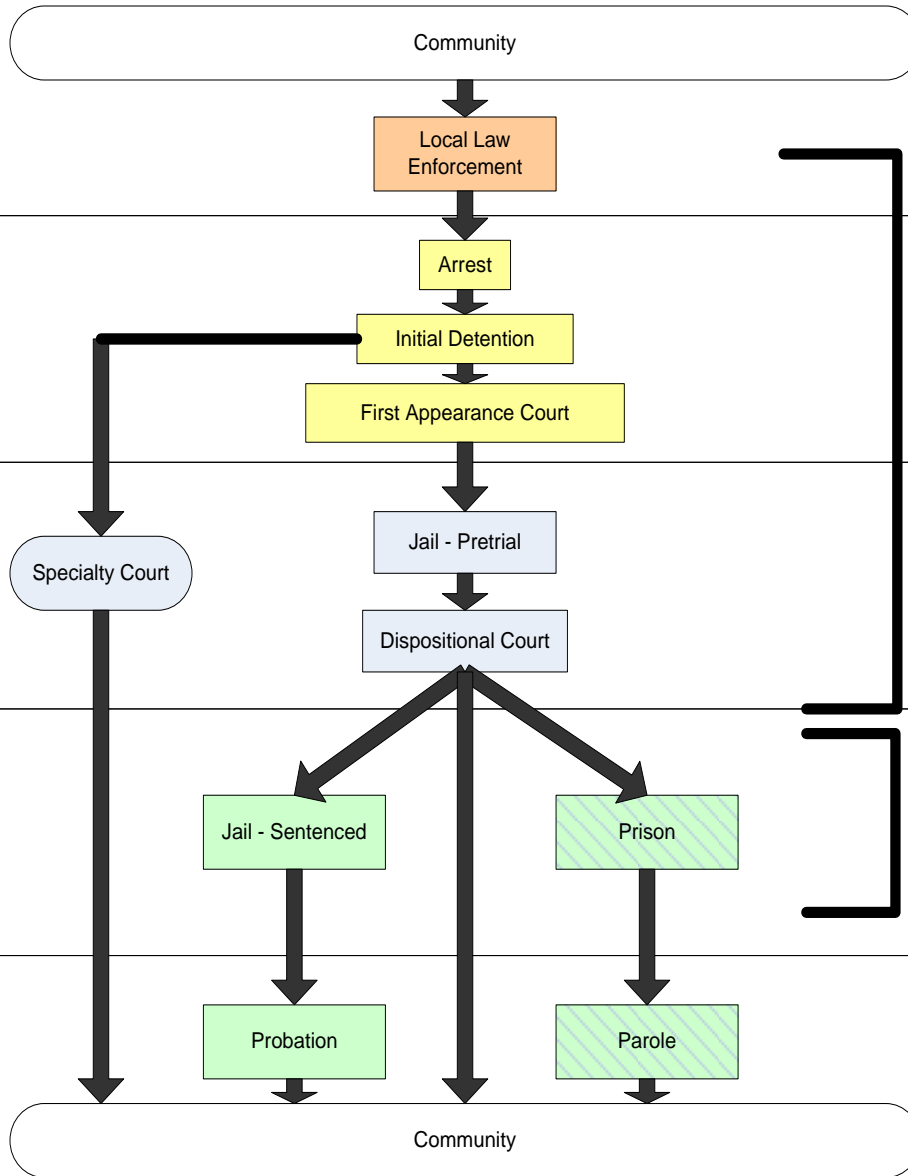 Community
Local Law
Enforcement
Arrest
Initial Detention
First Appearance Court
Jail - Pretrial
Specialty Court
Dispositional Court
Jail - Sentenced
Prison
Probation
Parole
Community